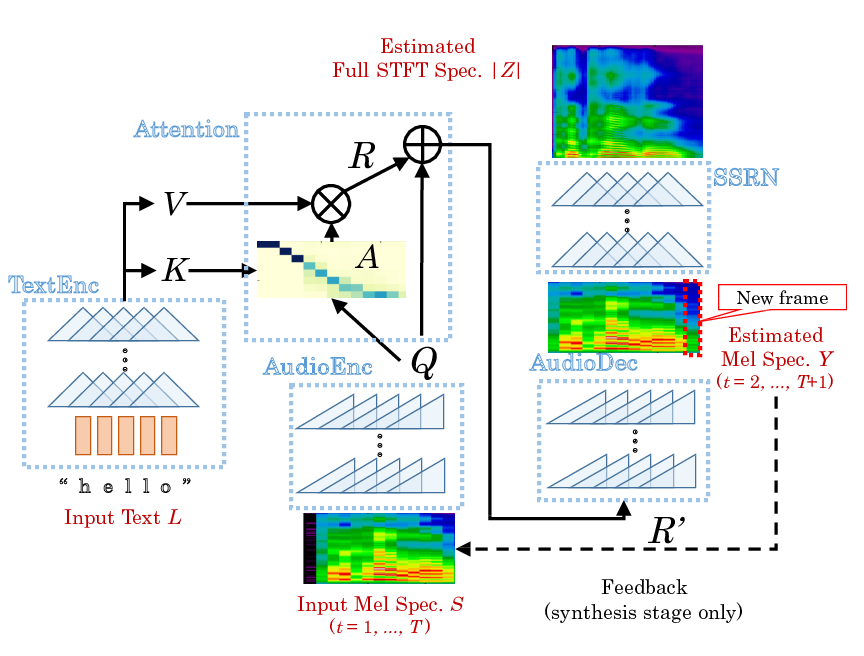 Estimated
Full STFT Spec. |Z|
Attention
R
SSRN
V
A
K
TextEnc
New frame
Estimated
Mel Spec. Y
(t = 2, ..., T+1)
AudioEnc
Q
AudioDec
“ h e l l o ”
Input Text L
R’
Input Mel Spec. S
(t = 1, ..., T )
Feedback
(synthesis stage only)